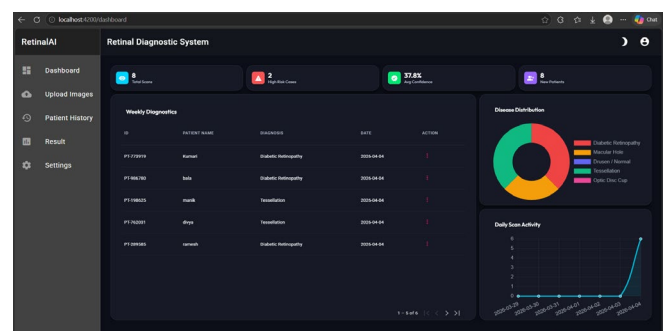 localhost:4200/dashboard
Chat
RetinalAI
Retinal Diagnostic System
Dashboard
Upload Images
Patient History
Result
Settings
8
Total Scans
2
High-Risk Cases
37.8%
Avg Confidence
8
New Patients
Weekly Diagnostics
ID PATIENT NAME DIAGNOSIS DATE ACTION
PT-775919 Kumari Diabetic Retinopathy 2026-04-04
PT-986780 bala Diabetic Retinopathy 2026-04-04
PT-198625 manik Tessellation 2026-04-04
PT-762031 divya Tessellation 2026-04-04
ramesh Diabetic Retinopathy 2026-04-04
1 – 5 of 6
Disease Distribution
Diabetic Retinopathy
Macular Hole
Drusen / Normal
Tessellation
Optic Disc Cup
Daily Scan Activity
6
5
4
3
2
1
0
2026-03-29 2026-03-30 2026-03-31 2026-04-01 2026-04-02 2026-04-03 2026-04-04